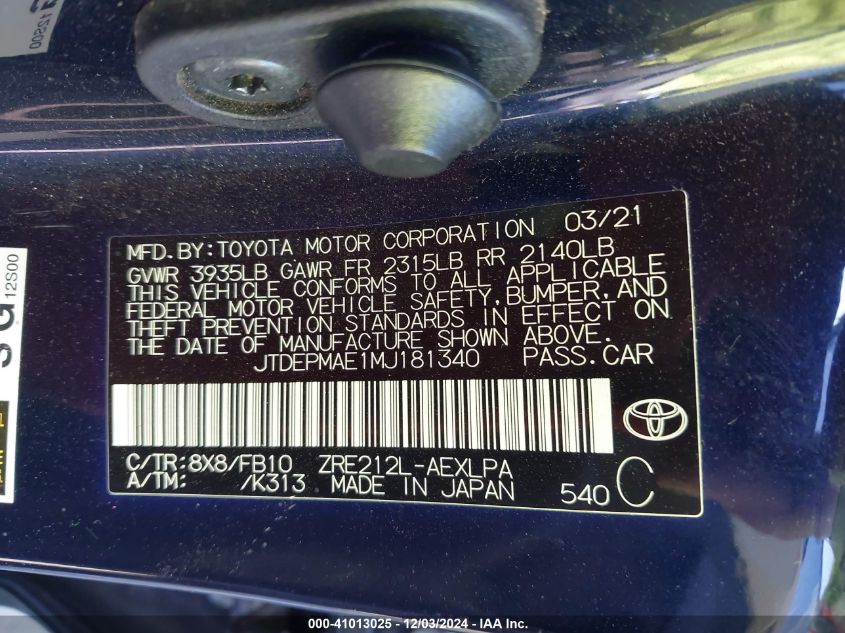 12S00
MFD. BY: TOYOTA MOTOR CORPORATION 03/21
GVWR 3935LB GAWR FR 2315LB RR 2140LB
THIS VEHICLE CONFORMS TO ALL APPLICABLE
FEDERAL MOTOR VEHICLE SAFETY, BUMPER, AND
THEFT PREVENTION STANDARDS IN EFFECT ON
THE DATE OF MANUFACTURE SHOWN ABOVE.
JTDEPMAE1MJ181340 PASS.CAR
C/TR: 8X8/FB10 ZRE212L-AEXLPA
A/TM: /K313 MADE IN JAPAN 540 C
SG
12S00
000-41013025 - 12/03/2024 - IAA Inc.